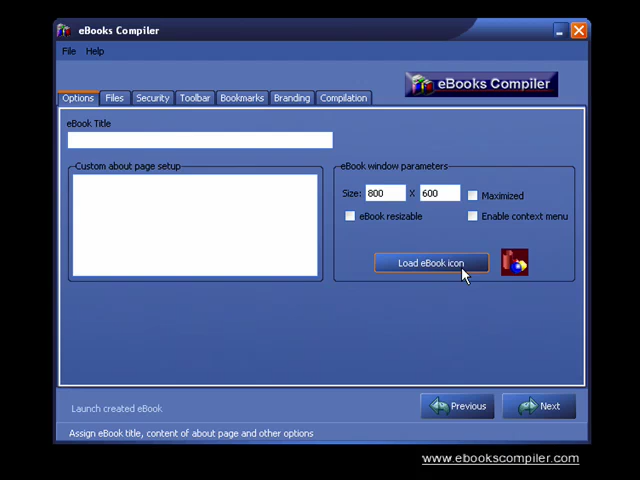 eBooks Compiler
File Help
eBooks Compiler
Options Files Security Toolbar Bookmarks Branding Compilation
eBook Title
Custom about page setup
eBook window parameters
Size: 800 X 600 Maximized
eBook resizable Enable context menu
Load eBook icon
Launch created eBook
Previous Next
Assign eBook title, content of about page and other options
www.ebookscompiler.com